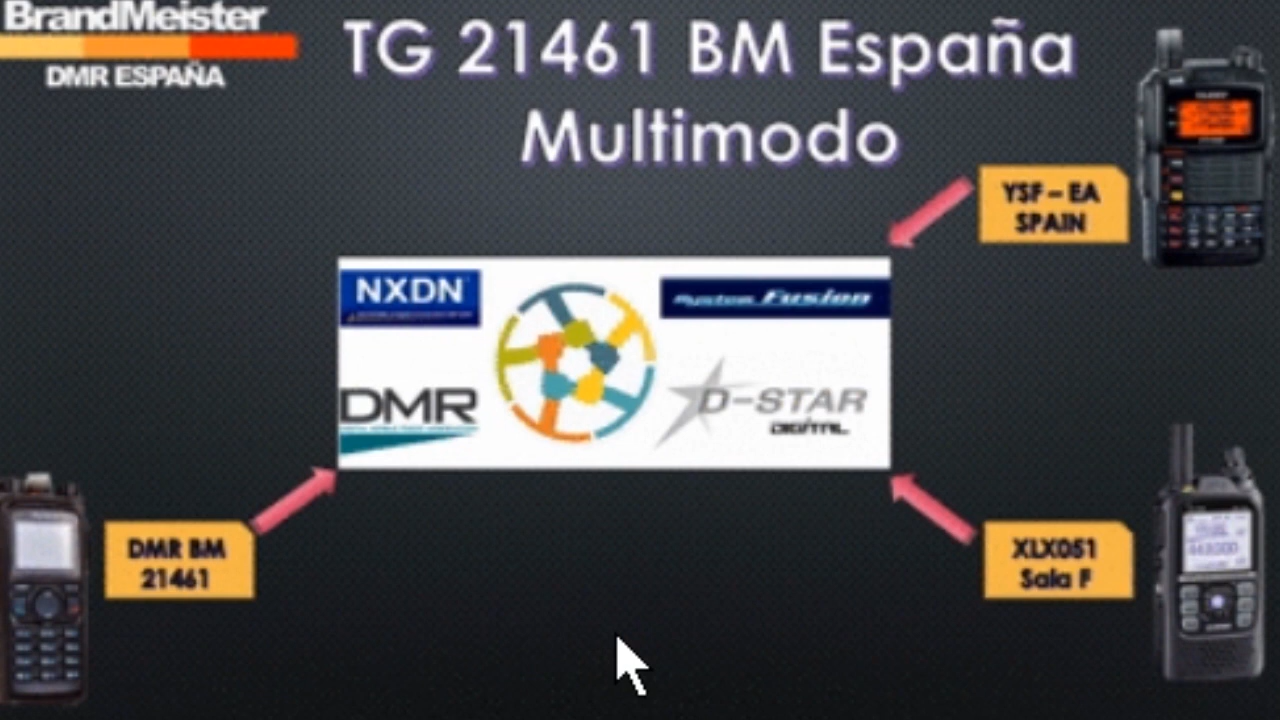 BrandMeister
DMR ESPAÑA
TG 21461 BM España
Multimodo
YSF – EA
SPAIN
NXDN
System Fusion
DMR
D-STAR
DIGITAL
DMR BM
21461
XLX051
Sala F